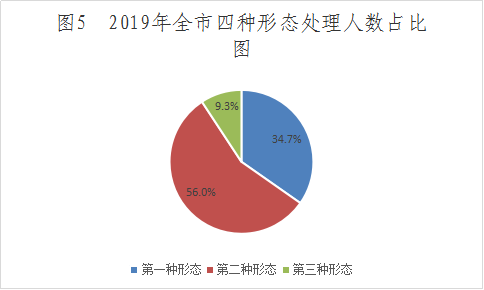 图5 2019年全市四种形态处理人数占比
图
9.3%
34.7%
56.0%
第一种形态 第二种形态 第三种形态